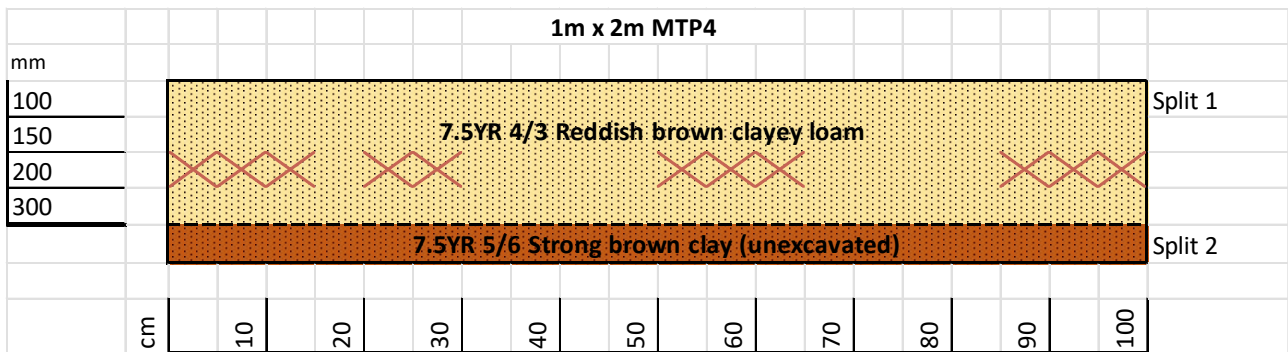 1m x 2m MTP4
mm
100
Split 1
150
7.5YR 4/3 Reddish brown clayey loam
200
300
7.5YR 5/6 Strong brown clay (unexcavated)
Split 2
cm
10
20
30
40
50
60
70
80
90
100